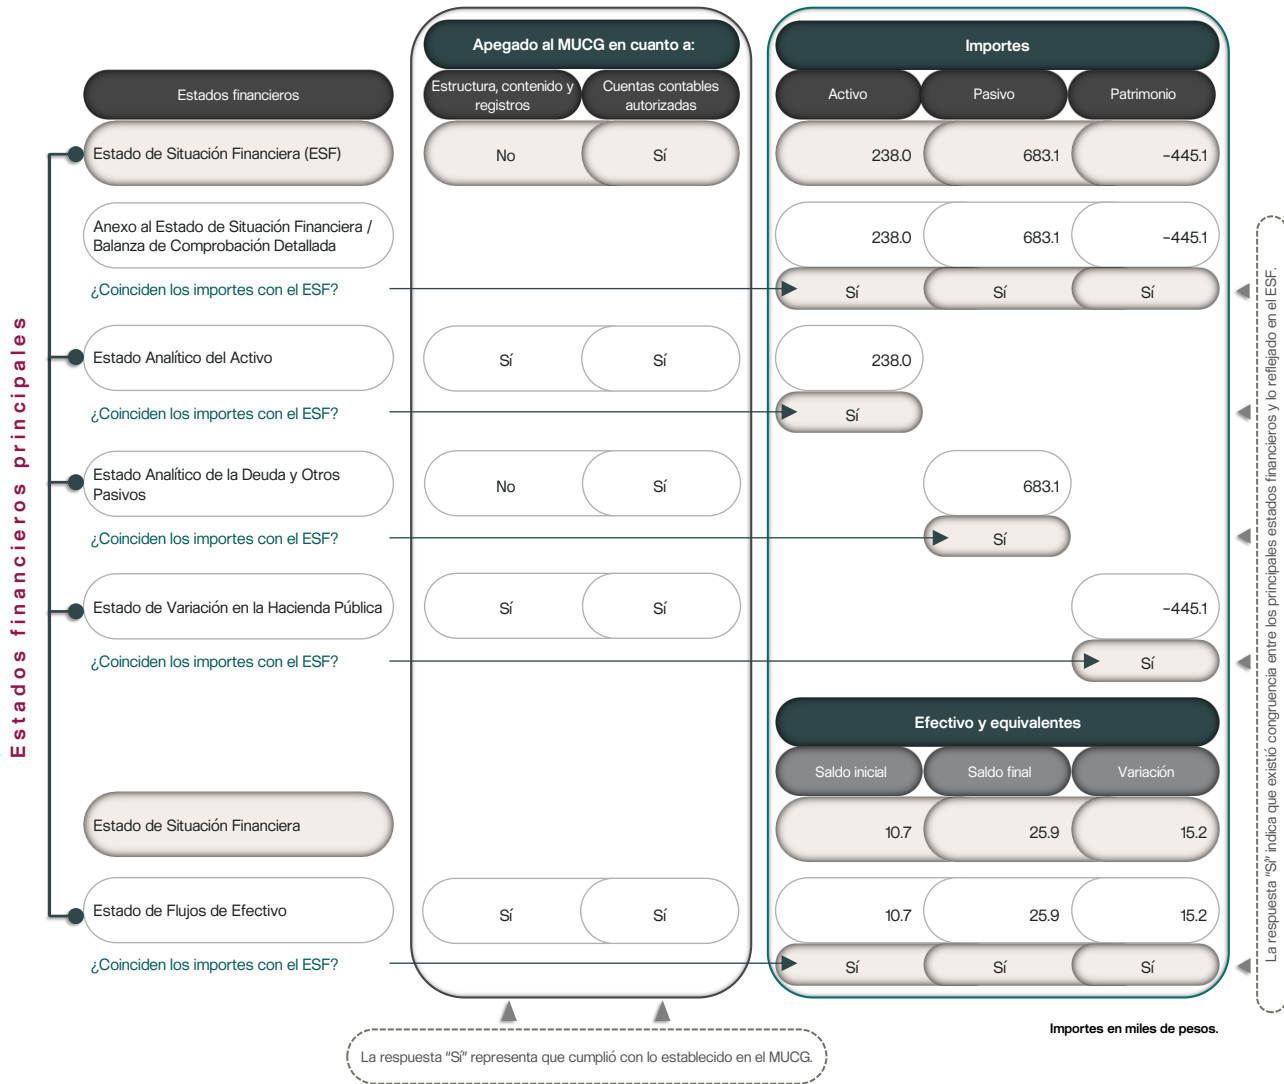 Apegado al MUCG en cuanto a:
Importes
Estados financieros
Estructura, contenido y
registros
Cuentas contables
autorizadas
Activo
Pasivo
Patrimonio
Estado de Situación Financiera (ESF)
No
Sí
238.0
683.1
-445.1
Anexo al Estado de Situación Financiera /
Balanza de Comprobación Detallada
238.0
683.1
-445.1
¿Coinciden los importes con el ESF?
Sí
Sí
Sí
Estado Analítico del Activo
Sí
Sí
238.0
¿Coinciden los importes con el ESF?
Sí
Estado Analítico de la Deuda y Otros
Pasivos
No
Sí
683.1
¿Coinciden los importes con el ESF?
Sí
Estado de Variación en la Hacienda Pública
Sí
Sí
-445.1
¿Coinciden los importes con el ESF?
Sí
Efectivo y equivalentes
Saldo inicial
Saldo final
Variación
Estado de Situación Financiera
10.7
25.9
15.2
Estado de Flujos de Efectivo
Sí
Sí
10.7
25.9
15.2
¿Coinciden los importes con el ESF?
Sí
Sí
Sí
Estados financieros principales
La respuesta "Sí" indica que existió congruencia entre los principales estados financieros y lo reflejado en el ESF.
Importes en miles de pesos.
La respuesta "Sí" representa que cumplió con lo establecido en el MUCG.